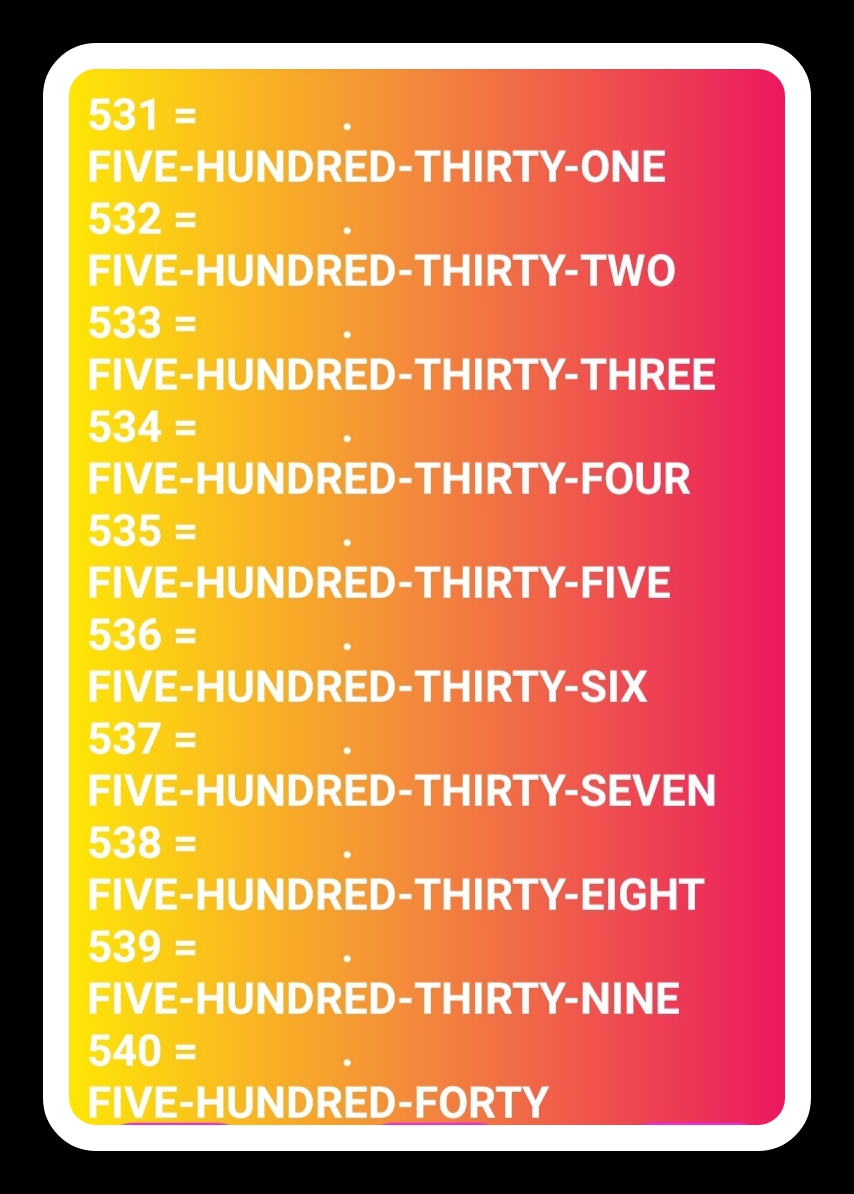 531 = .
FIVE-HUNDRED-THIRTY-ONE
532 = .
FIVE-HUNDRED-THIRTY-TWO
533 = .
FIVE-HUNDRED-THIRTY-THREE
534 = .
FIVE-HUNDRED-THIRTY-FOUR
535 = .
FIVE-HUNDRED-THIRTY-FIVE
536 = .
FIVE-HUNDRED-THIRTY-SIX
537 = .
FIVE-HUNDRED-THIRTY-SEVEN
538 = .
FIVE-HUNDRED-THIRTY-EIGHT
539 = .
FIVE-HUNDRED-THIRTY-NINE
540 = .
FIVE-HUNDRED-FORTY